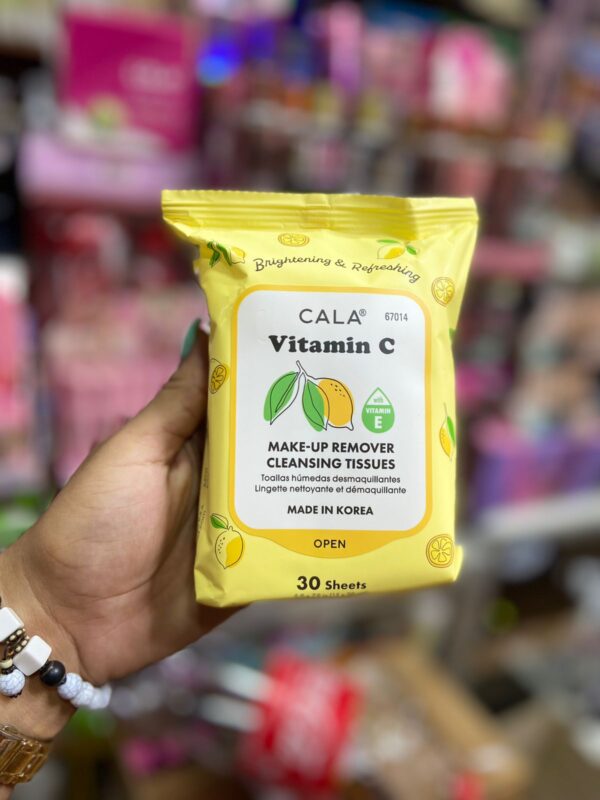 Brightening & Refreshing
CALA® 67014
Vitamin C
with
VITAMIN
E
MAKE-UP REMOVER
CLEANSING TISSUES
Toallas húmedas desmaquillantes
Lingette nettoyante et démaquillante
MADE IN KOREA
OPEN
30 Sheets